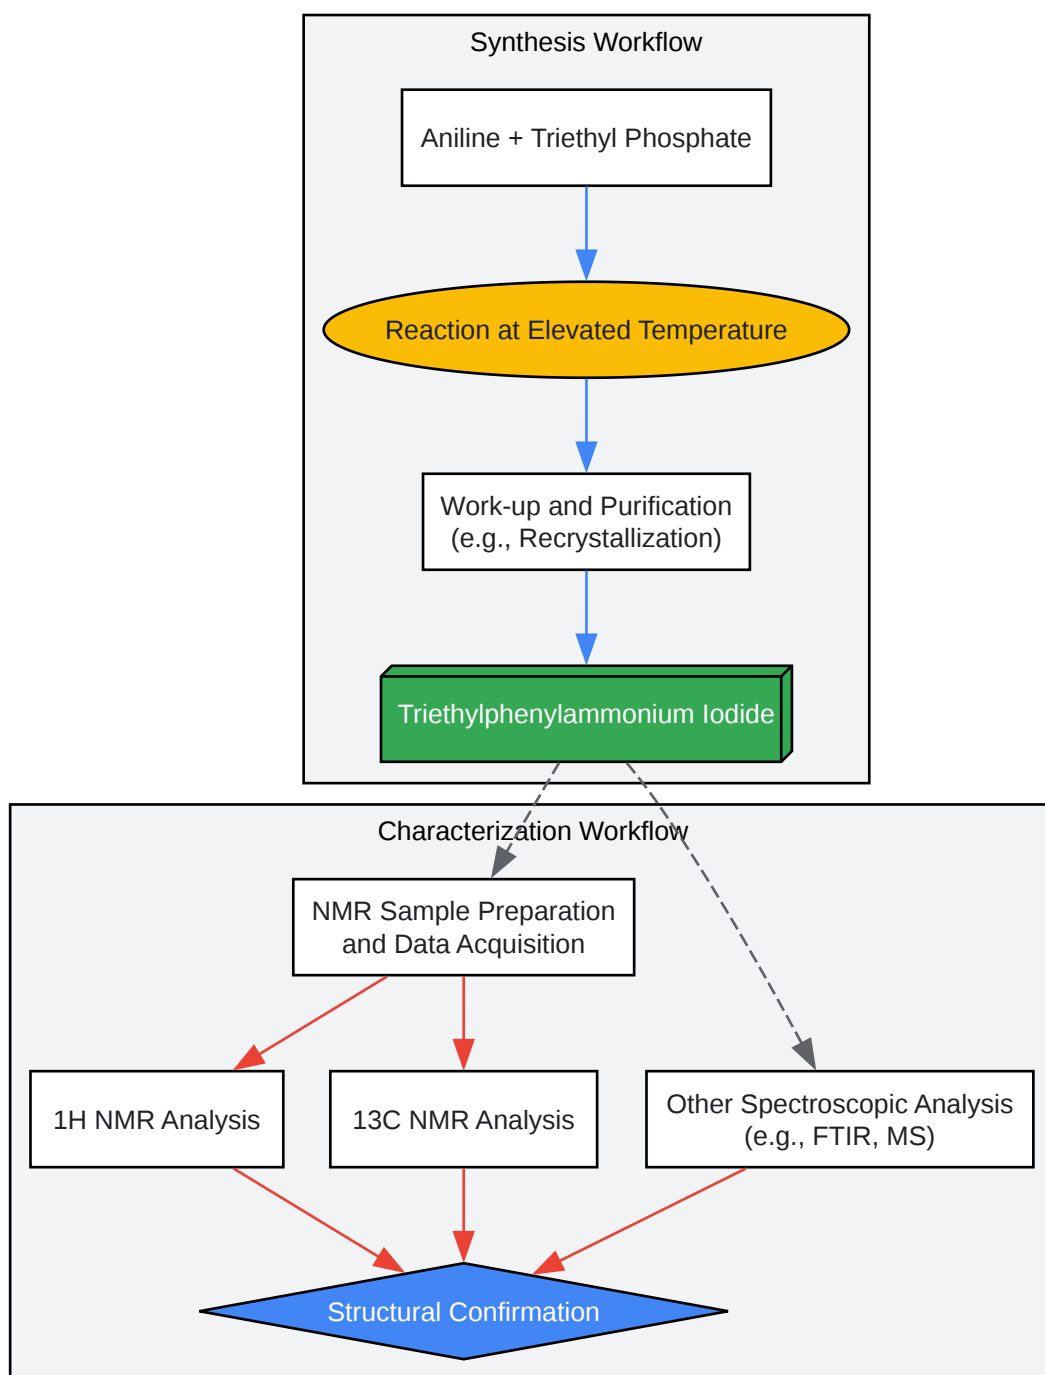 Synthesis Workflow
Aniline + Triethyl Phosphate
Reaction at Elevated Temperature
Work-up and Purification
(e.g., Recrystallization)
Triethylphenylammonium Iodide
Characterization Workflow
NMR Sample Preparation
and Data Acquisition
1H NMR Analysis
13C NMR Analysis
Other Spectroscopic Analysis
(e.g., FTIR, MS)
Structural Confirmation